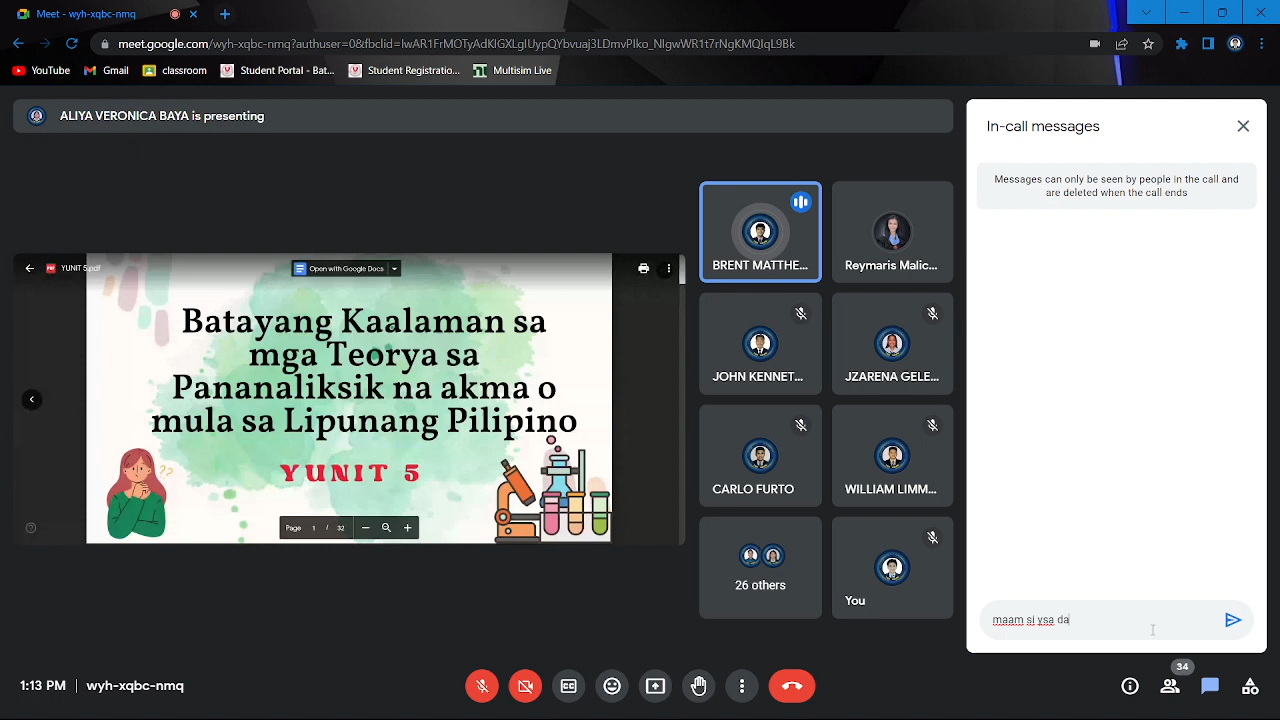 Meet - wyh-xqbc-nmq
meet.google.com/wyh-xqbc-nmq?authuser=0&fbclid=IwAR1FrMOTyAdKlGXLgIUypQYbvuaj3LDmvPIko_NIgwWR1t7rNgKMQIqL9Bk
YouTube
Gmail
classroom
Student Portal - Bat...
Student Registratio...
Multisim Live
ALIYA VERONICA BAYA is presenting
YUNIT 5.pdf
Open with Google Docs
Batayang Kaalaman sa
mga Teorya sa
Pananaliksik na akma o
mula sa Lipunang Pilipino
YUNIT 5
Page 1 / 32
BRENT MATTHE...
Reymaris Malic...
JOHN KENNET...
JZARENA GELE...
CARLO FURTO
WILLIAM LIMM...
26 others
You
In-call messages
Messages can only be seen by people in the call and
are deleted when the call ends
maam si ysa da
1:13 PM | wyh-xqbc-nmq
34